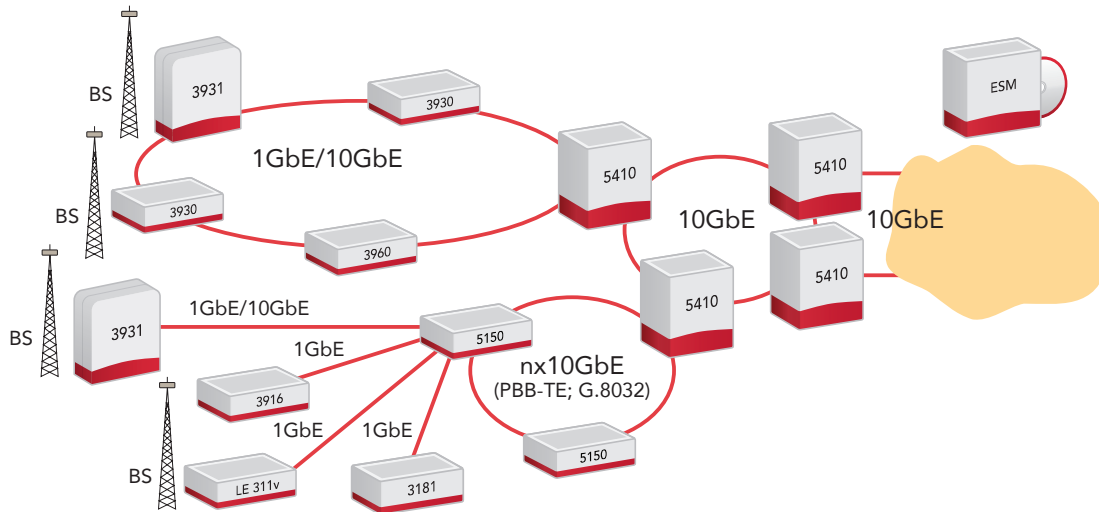 BS
3931
3930
ESM
1GbE/10GbE
5410
5410
BS
3930
10GbE
10GbE
3960
5410
BS
3931
1GbE/10GbE
5410
5150
1GbE
nx10GbE
(PBB-TE; G.8032)
3916
1GbE
1GbE
5150
BS
LE 311v
3181